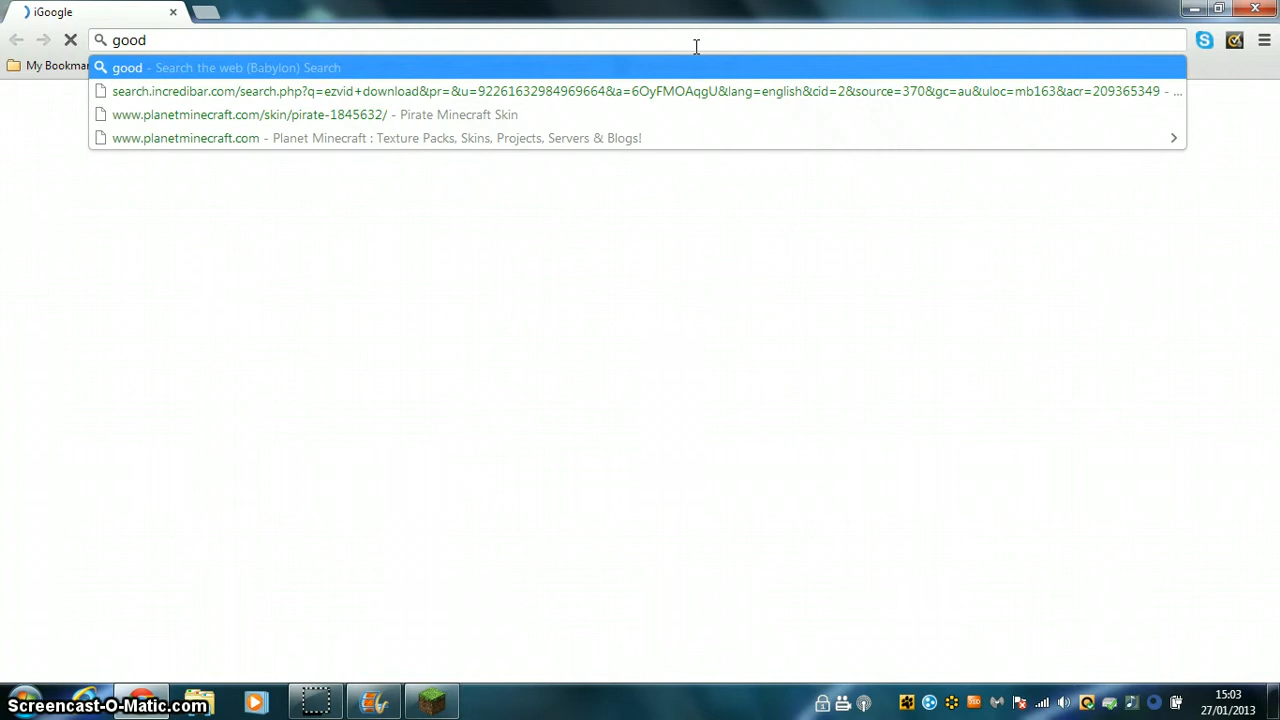 iGoogle
good
My Bookmar
good - Search the web (Babylon) Search
search.incredibar.com/search.php?q=ezvid+download&pr=&u=92261632984969664&a=6OyFMOAqgU&lang=english&cid=2&source=370&gc=au&uloc=mb163&acr=209365349 - ...
www.planetminecraft.com/skin/pirate-1845632/ - Pirate Minecraft Skin
www.planetminecraft.com - Planet Minecraft : Texture Packs, Skins, Projects, Servers & Blogs!
Screencast-O-Matic.com
15:03
27/01/2013